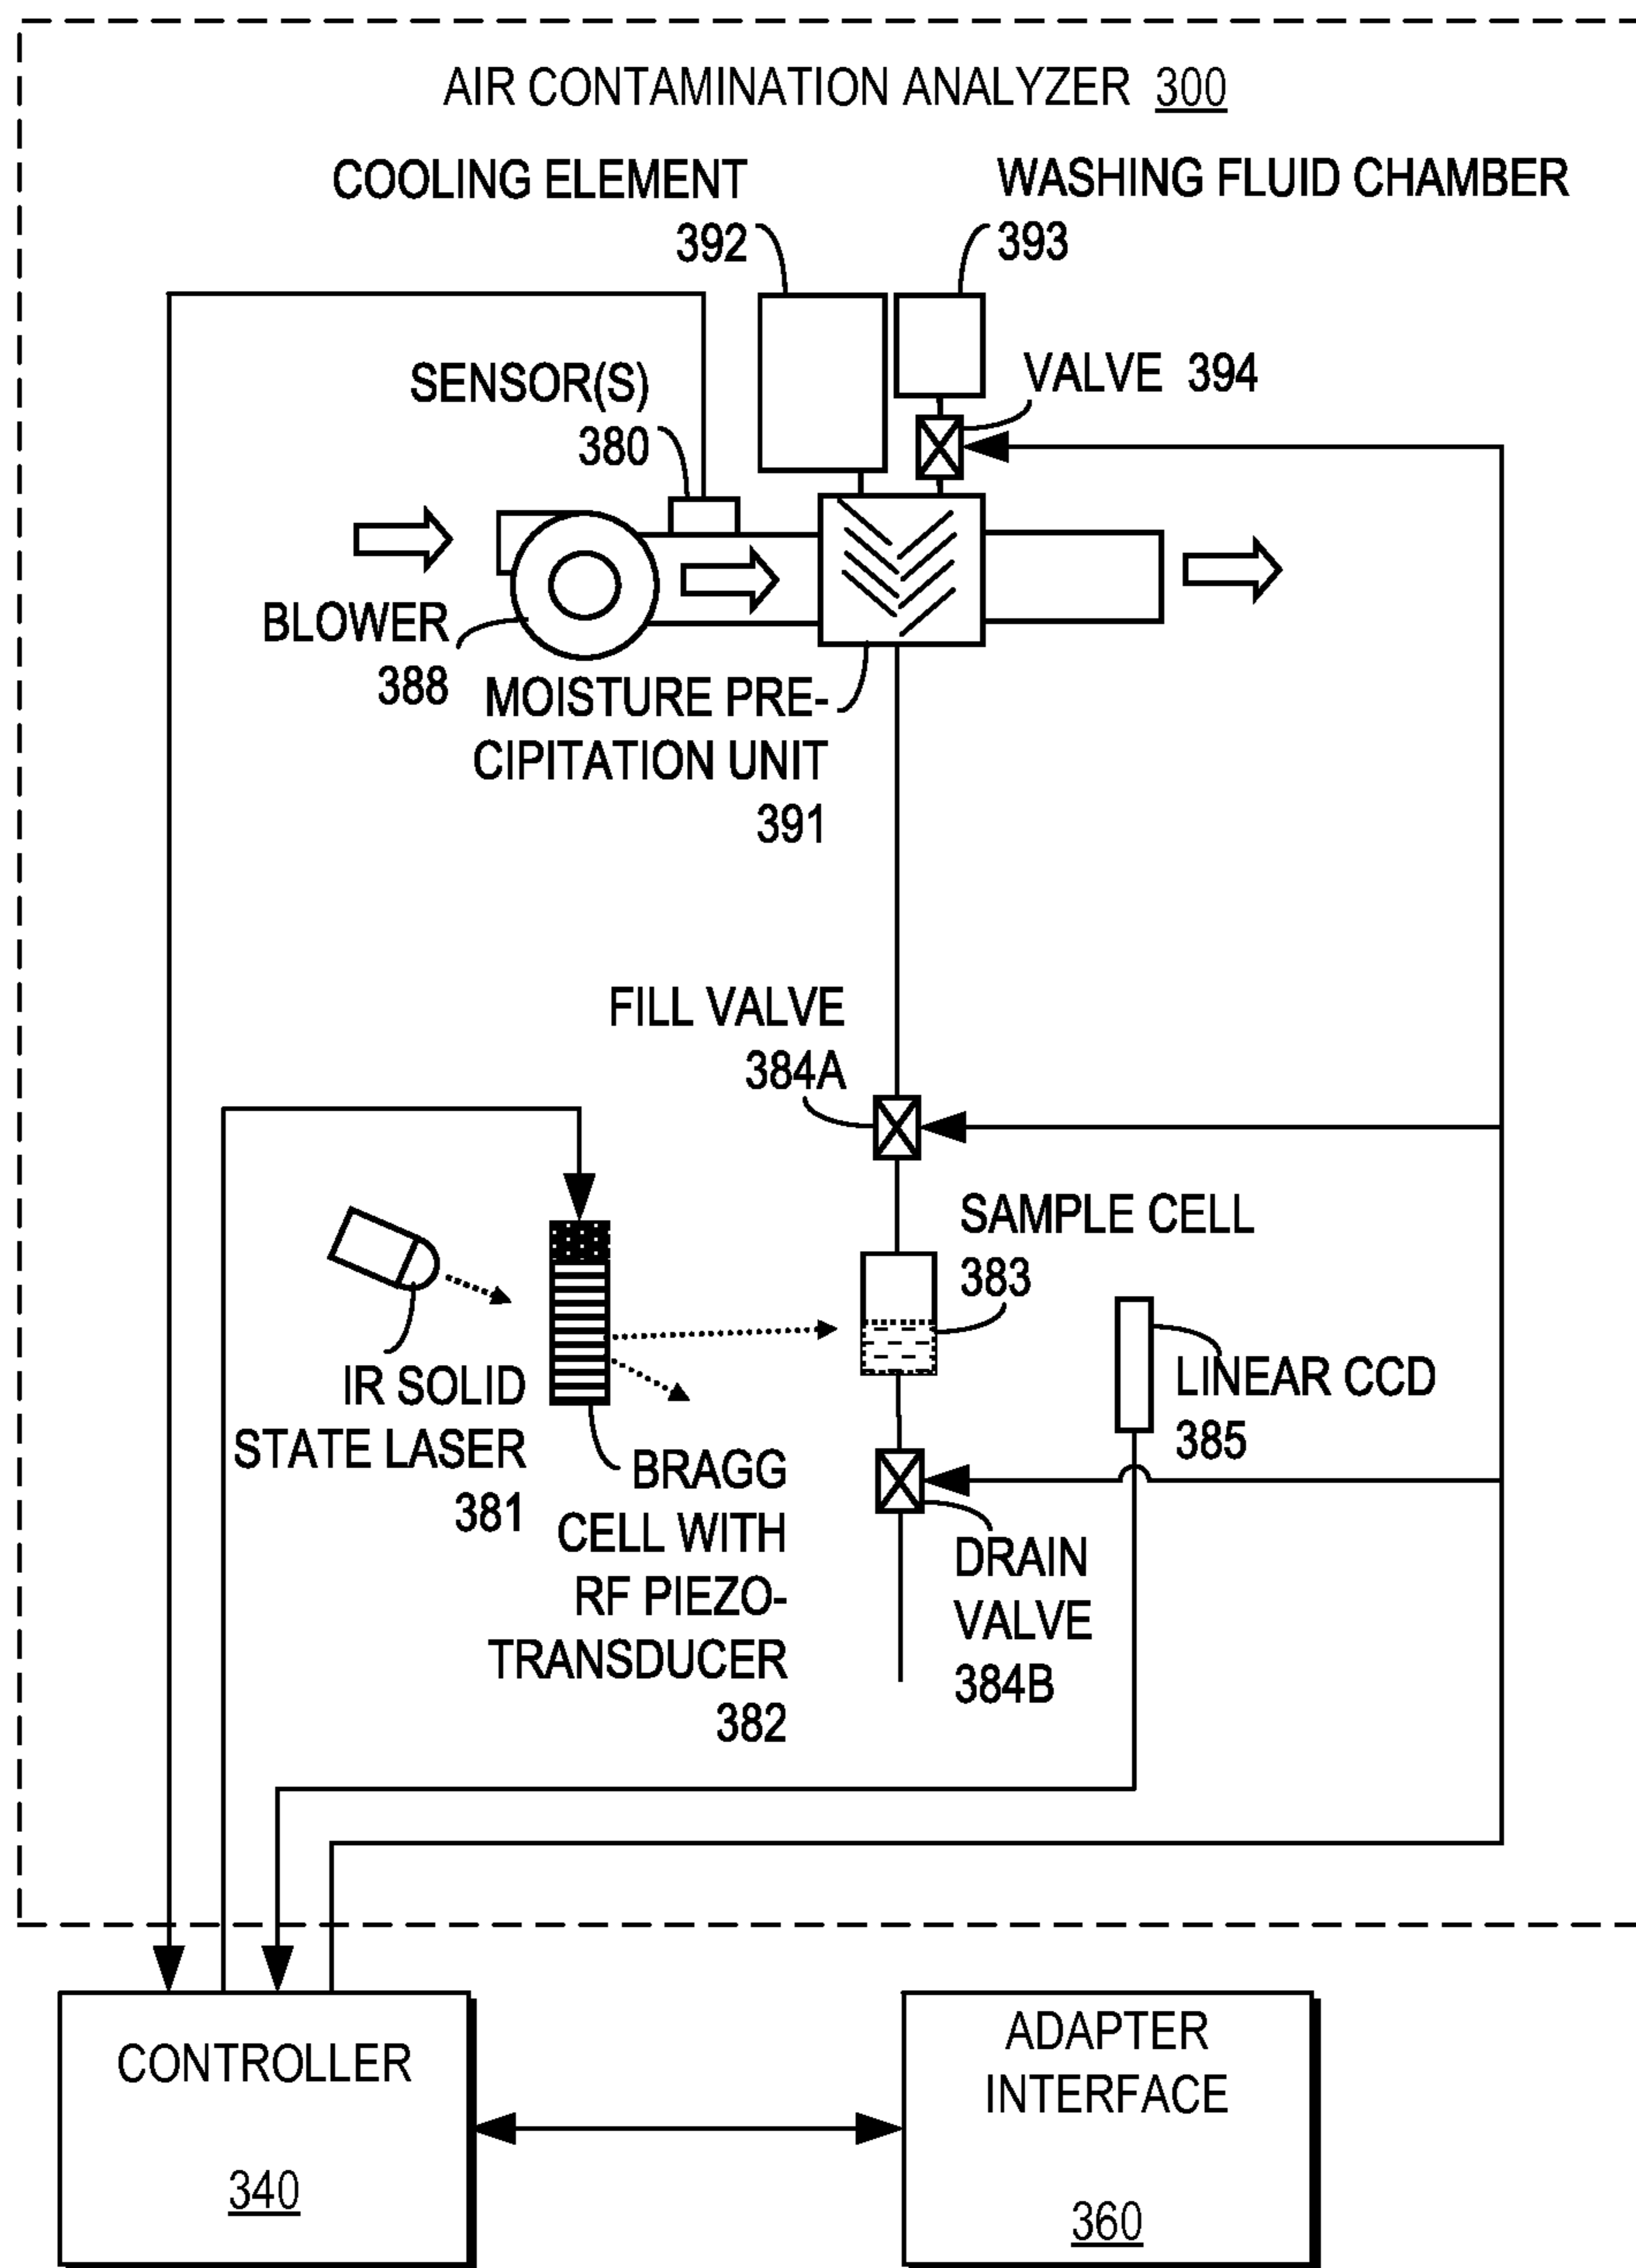 AIR CONTAMINATION ANALYZER 300
COOLING ELEMENT
392
WASHING FLUID CHAMBER
393
SENSOR(S)
380
VALVE 394
BLOWER
388
MOISTURE PRE-
CIPITATION UNIT
391
FILL VALVE
384A
SAMPLE CELL
383
IR SOLID
STATE LASER
381
LINEAR CCD
385
BRAGG
CELL WITH
RF PIEZO-
TRANSDUCER
382
DRAIN
VALVE
384B
CONTROLLER
340
ADAPTER
INTERFACE
360